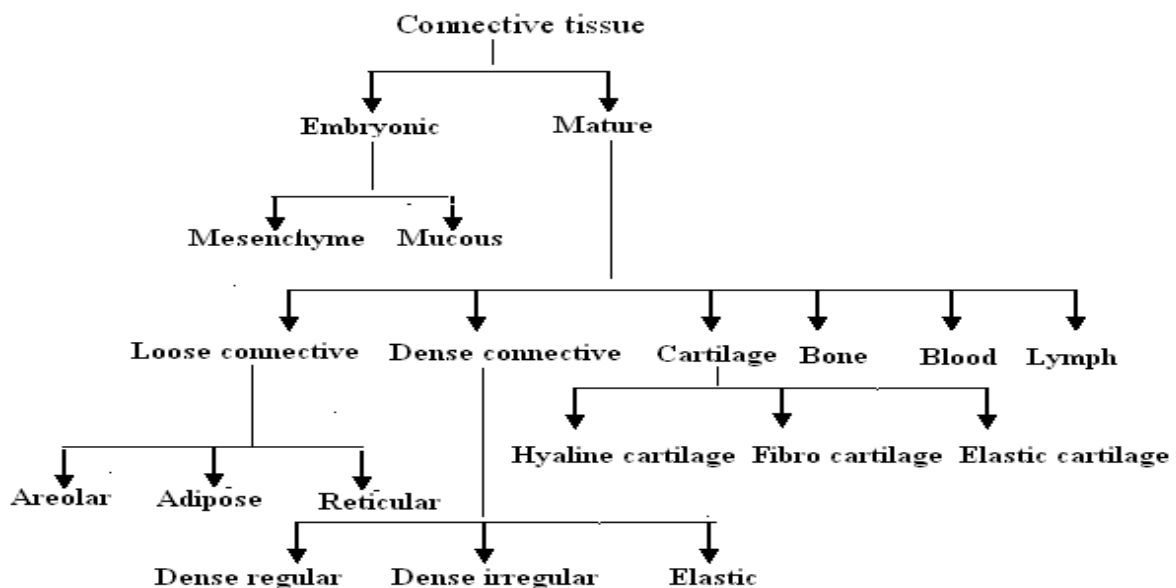 Connective tissue
Embryonic
Mature
Mesenchyme
Mucous
Loose connective
Dense connective
Cartilage
Bone
Blood
Lymph
Hyaline cartilage
Fibro cartilage
Elastic cartilage
Areolar
Adipose
Reticular
Dense regular
Dense irregular
Elastic